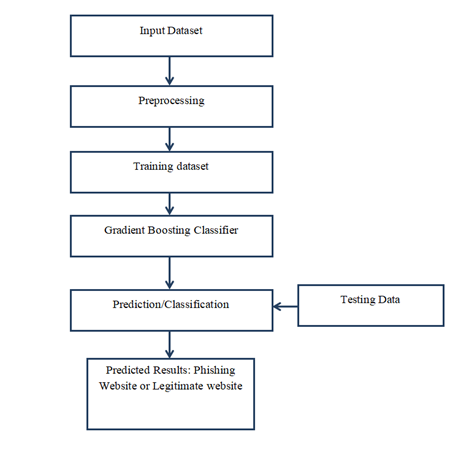 Input Dataset
Preprocessing
Training dataset
Gradient Boosting Classifier
Prediction/Classification
Testing Data
Predicted Results: Phishing
Website or Legitimate website